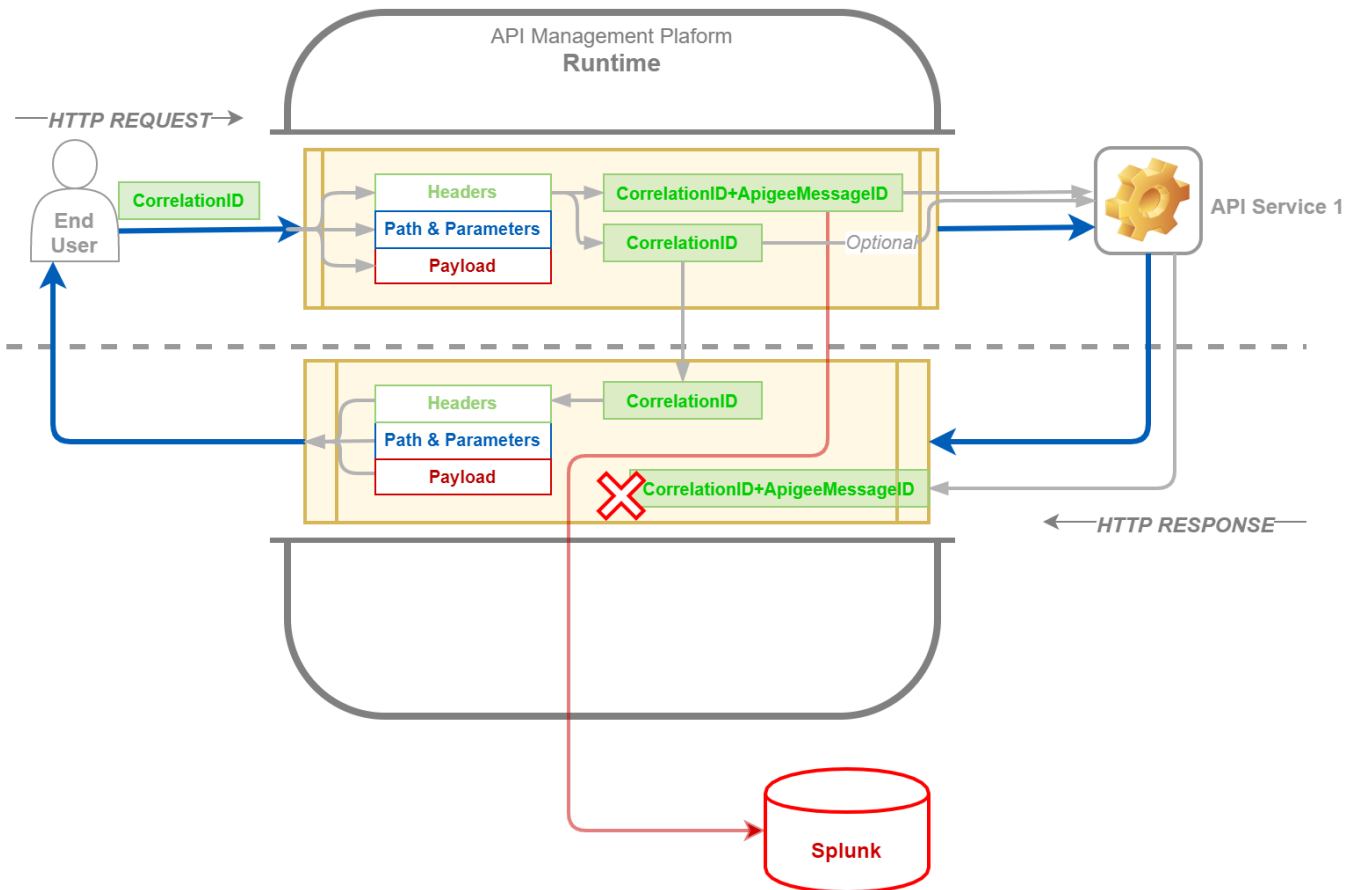 API Management Plaform
Runtime
HTTP REQUEST
End
User
CorrelationID
Headers
Path & Parameters
Payload
CorrelationID+ApigeeMessageID
CorrelationID
Optional
API Service 1
Headers
Path & Parameters
Payload
CorrelationID
CorrelationID+ApigeeMessageID
HTTP RESPONSE
Splunk